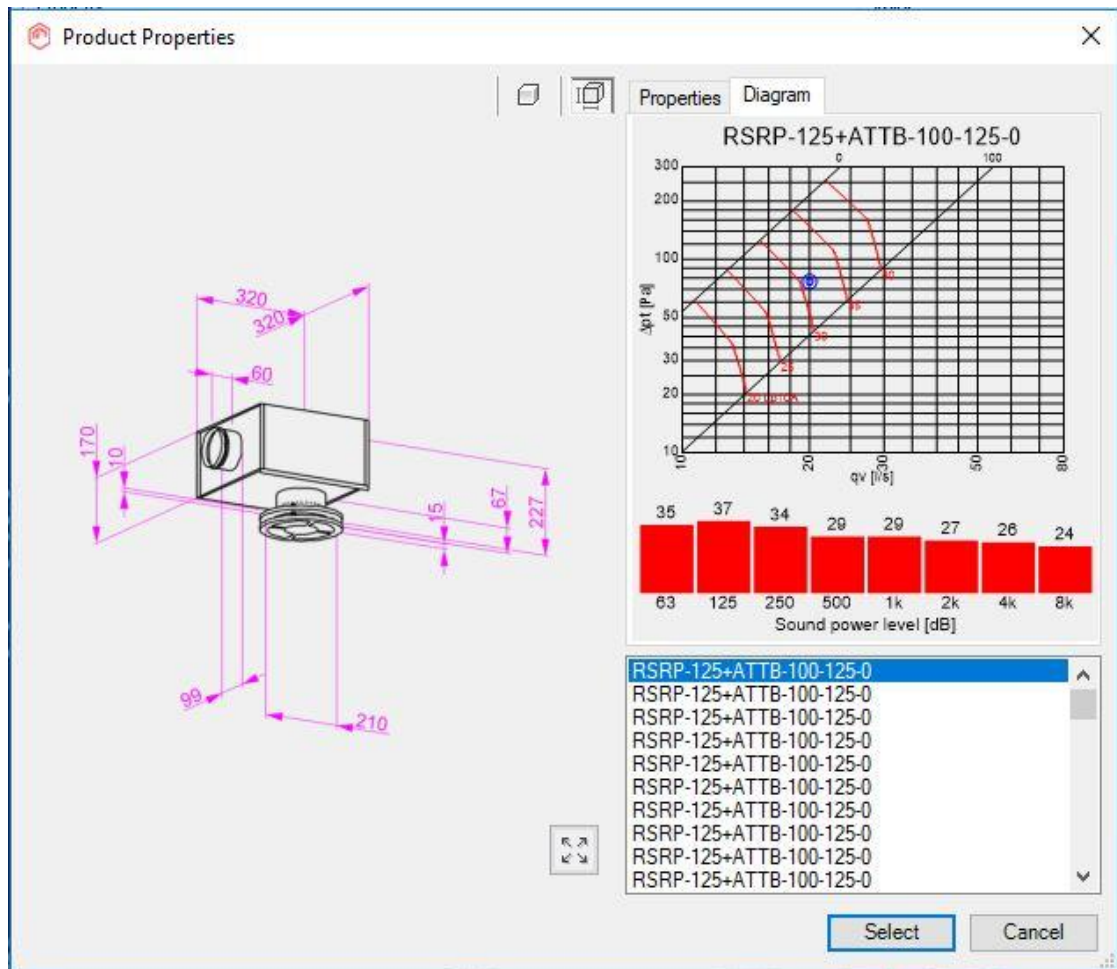 Product Properties
Properties
Diagram
RSRP-125+ATTB-100-125-0
0
100
300
200
100
50
30
20
10
Δpt [Pa]
40
35
30
25
10
20
30
50
80
qv [l/s]
35
37
34
29
29
27
26
24
63
125
250
500
1k
2k
4k
8k
Sound power level [dB]
320
320
60
170
10
15
67
227
99
210
RSRP-125+ATTB-100-125-0
RSRP-125+ATTB-100-125-0
RSRP-125+ATTB-100-125-0
RSRP-125+ATTB-100-125-0
RSRP-125+ATTB-100-125-0
RSRP-125+ATTB-100-125-0
RSRP-125+ATTB-100-125-0
RSRP-125+ATTB-100-125-0
RSRP-125+ATTB-100-125-0
RSRP-125+ATTB-100-125-0
Select
Cancel